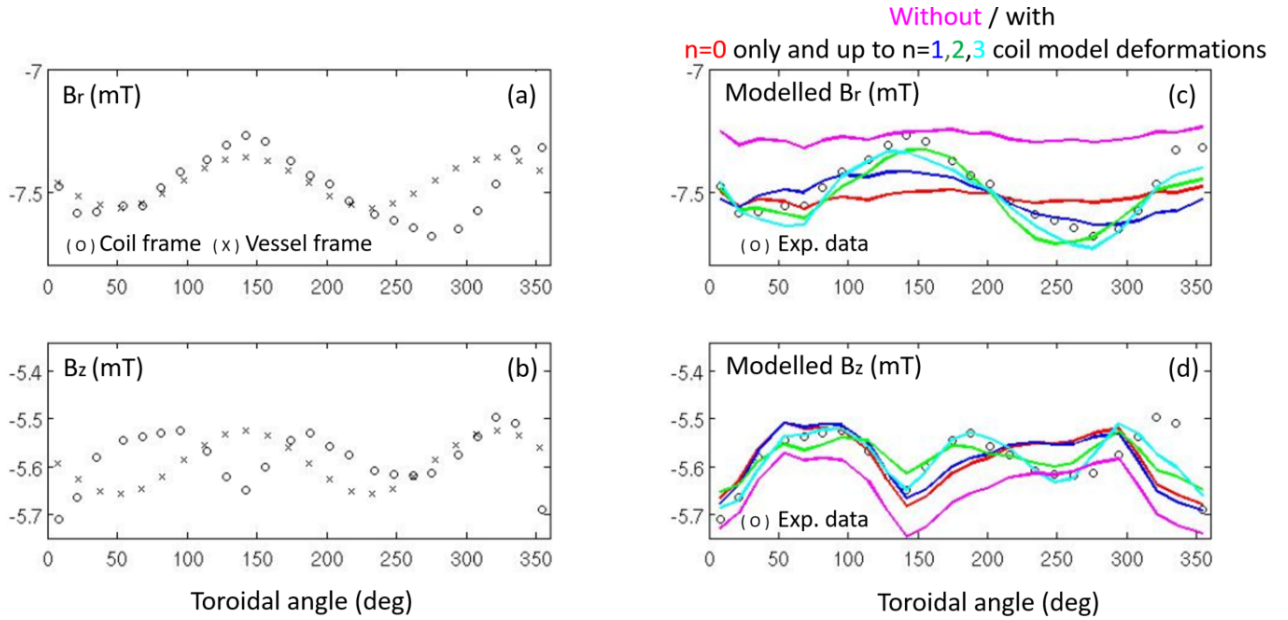 Without / with
n=0 only and up to n=1,2,3 coil model deformations
-7
-7.5
Br (mT)
(a)
(o) Coil frame (x) Vessel frame
0 50 100 150 200 250 300 350
-7
-7.5
Modelled Br (mT)
(c)
(o) Exp. data
0 50 100 150 200 250 300 350
-5.4
-5.5
-5.6
-5.7
Bz (mT)
(b)
0 50 100 150 200 250 300 350
Toroidal angle (deg)
-5.4
-5.5
-5.6
-5.7
Modelled Bz (mT)
(d)
(o) Exp. data
0 50 100 150 200 250 300 350
Toroidal angle (deg)